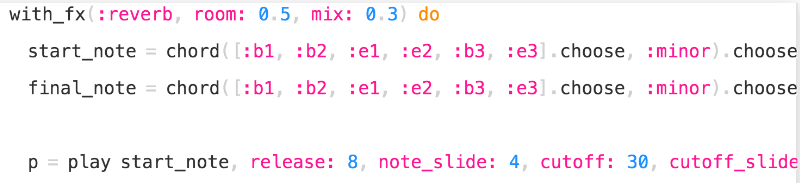 with_fx(:reverb, room: 0.5, mix: 0.3) do
start_note = chord([:b1, :b2, :e1, :e2, :b3, :e3].choose, :minor).choose
final_note = chord([:b1, :b2, :e1, :e2, :b3, :e3].choose, :minor).choose
p = play start_note, release: 8, note_slide: 4, cutoff: 30, cutoff_slide